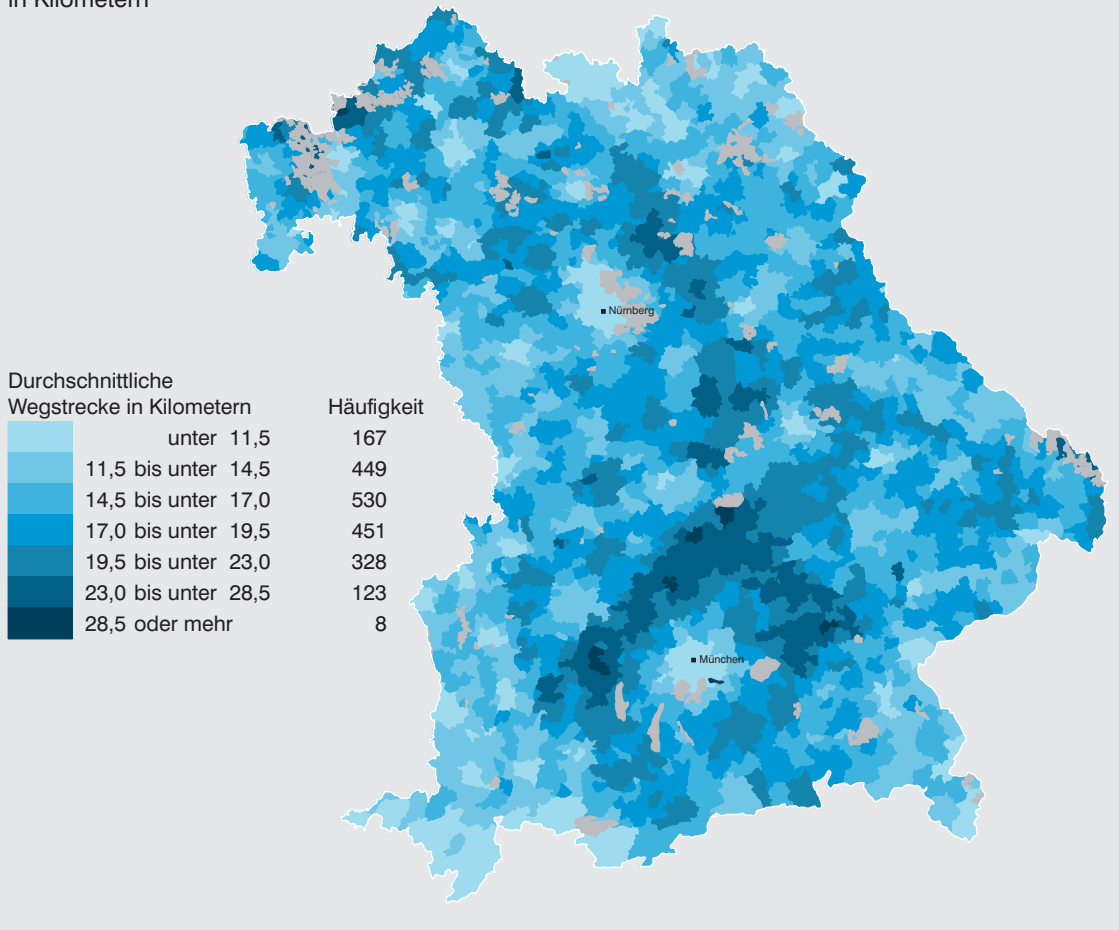 in Kilometern
Nürnberg
Durchschnittliche
Wegstrecke in Kilometern Häufigkeit
unter 11,5 167
11,5 bis unter 14,5 449
14,5 bis unter 17,0 530
17,0 bis unter 19,5 451
19,5 bis unter 23,0 328
23,0 bis unter 28,5 123
28,5 oder mehr 8
München